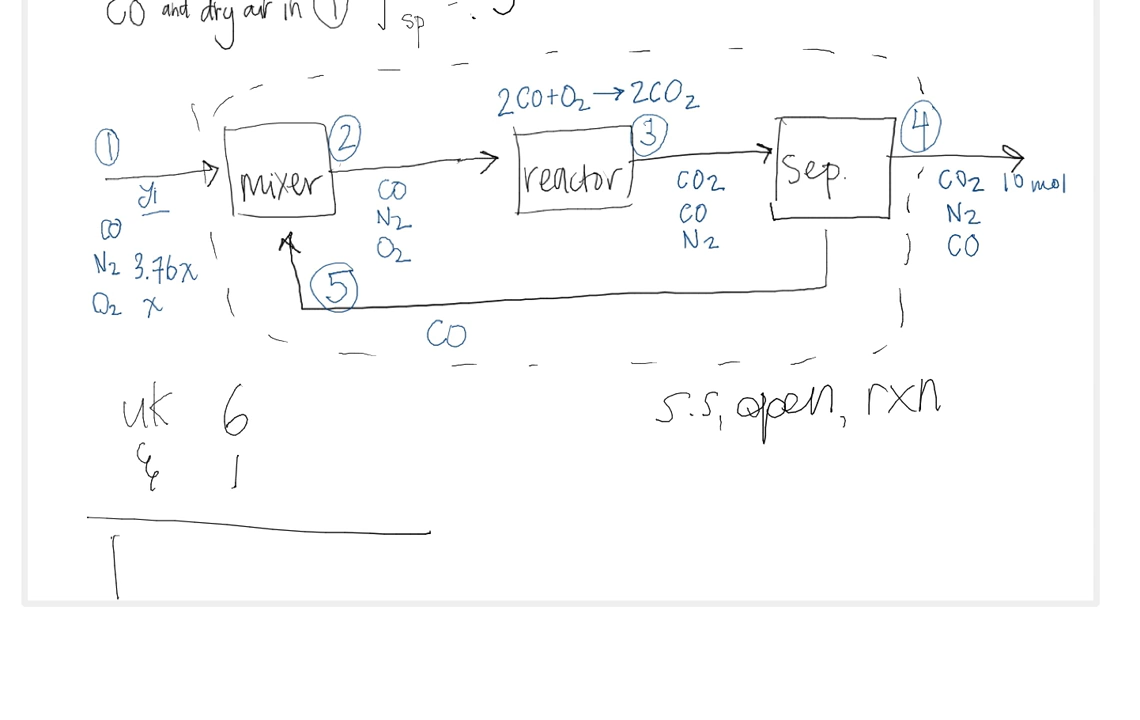 CO and dry air in ① sp
2CO+O2→2CO2
①
②
③
④
mixer
reactor
Sep.
y1
CO
N2 3.76x
O2 x
CO
N2
O2
CO2
CO
N2
CO2 10 mol
N2
CO
⑤
CO
uk 6
ξ 1
s.s, open, rxn